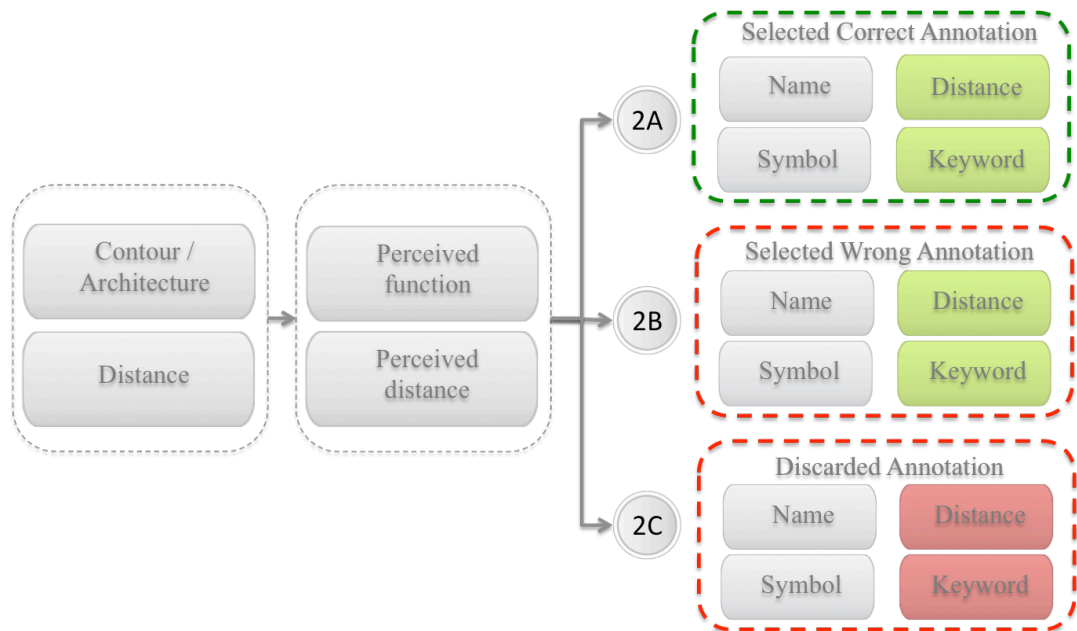 Contour /
Architecture
Distance
Perceived
function
Perceived
distance
2A
Selected Correct Annotation
Name
Distance
Symbol
Keyword
2B
Selected Wrong Annotation
Name
Distance
Symbol
Keyword
2C
Discarded Annotation
Name
Distance
Symbol
Keyword